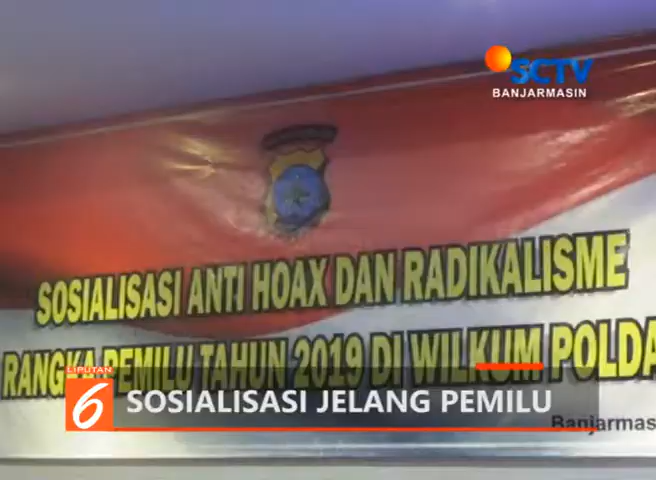 SCTV
BANJARMASIN
SOSIALISASI ANTI HOAX DAN RADIKALISME
RANGKA PEMILU TAHUN 2019 DI WILKUM POLDA
LIPUTAN
6
SOSIALISASI JELANG PEMILU
Banjarmas